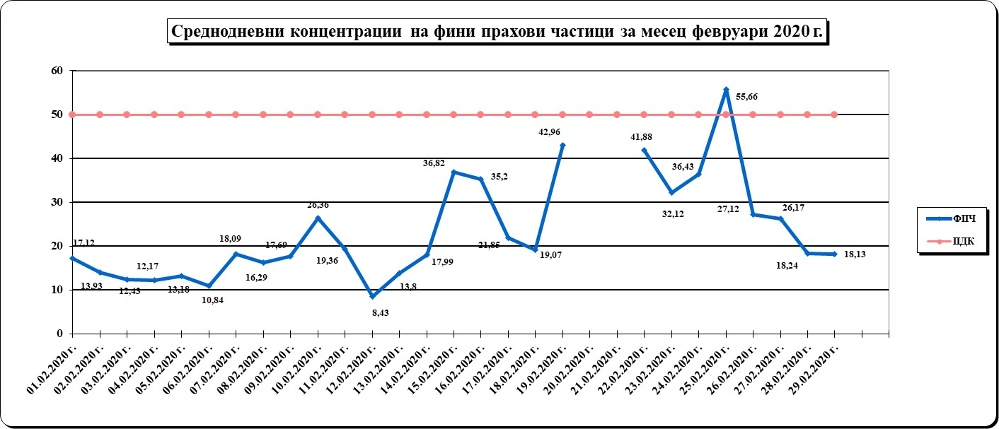 Среднодневни концентрации на фини прахови частици за месец февруари 2020 г.
60
50
40
30
20
10
0
17,12
13,93
12,43
12,17
13,18
10,84
18,09
16,29
17,69
26,36
19,36
8,43
13,8
17,99
36,82
35,2
21,85
19,07
42,96
41,88
32,12
36,43
55,66
27,12
26,17
18,24
18,13
ФПЧ
ПДК
01.02.2020 г.
02.02.2020 г.
03.02.2020 г.
04.02.2020 г.
05.02.2020 г.
06.02.2020 г.
07.02.2020 г.
08.02.2020 г.
09.02.2020 г.
10.02.2020 г.
11.02.2020 г.
12.02.2020 г.
13.02.2020 г.
14.02.2020 г.
15.02.2020 г.
16.02.2020 г.
17.02.2020 г.
18.02.2020 г.
19.02.2020 г.
20.02.2020 г.
21.02.2020 г.
22.02.2020 г.
23.02.2020 г.
24.02.2020 г.
25.02.2020 г.
26.02.2020 г.
27.02.2020 г.
28.02.2020 г.
29.02.2020 г.